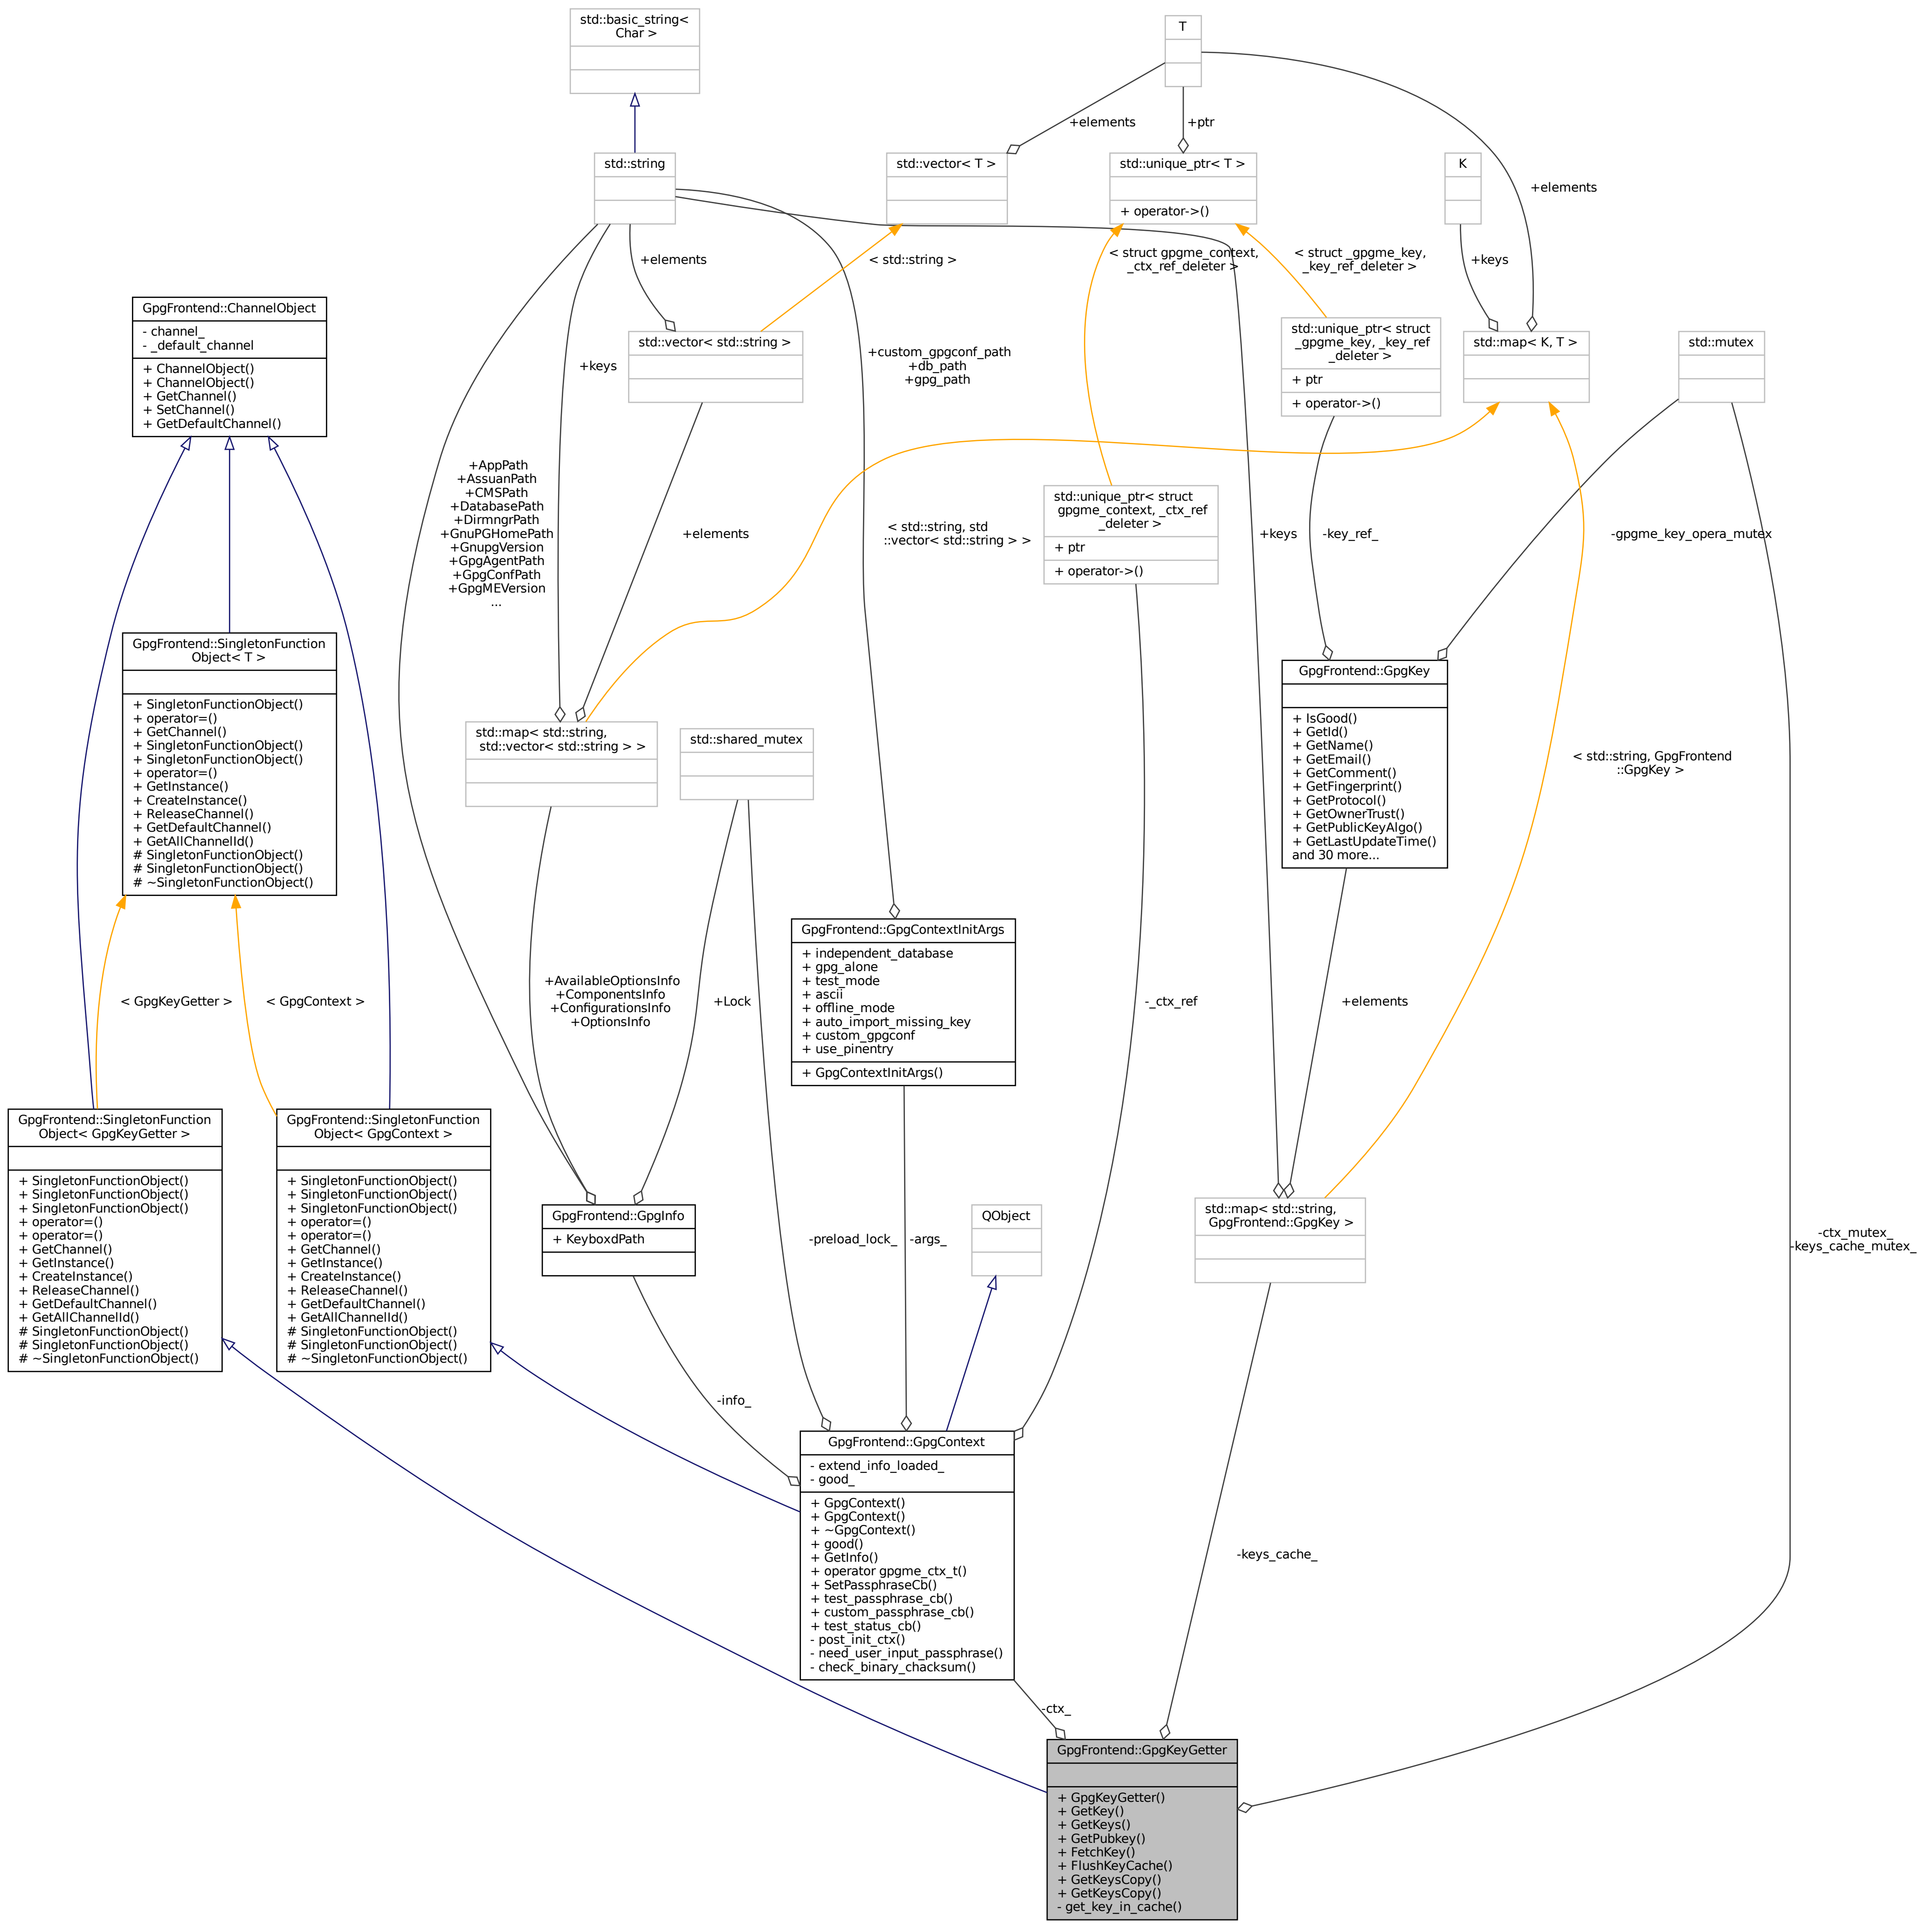 std::basic_string<
Char >
T
+elements
+ptr
std::string
std::vector< T >
std::unique_ptr< T >
+ operator->()
K
+elements
+elements
< std::string >
< struct gpgme_context,
_ctx_ref_deleter >
< struct _gpgme_key,
_key_ref_deleter >
+keys
GpgFrontend::ChannelObject
- channel_
- _default_channel
+ ChannelObject()
+ ChannelObject()
+ GetChannel()
+ SetChannel()
+ GetDefaultChannel()
+keys
std::vector< std::string >
+custom_gpgconf_path
+db_path
+gpg_path
std::unique_ptr< struct
_gpgme_key, _key_ref
_deleter >
+ ptr
+ operator->()
std::map< K, T >
std::mutex
+AppPath
+AssuanPath
+CMSPath
+DatabasePath
+DirmngrPath
+GnuPGHomePath
+GnupgVersion
+GpgAgentPath
+GpgConfPath
+GpgMEVersion
...
+elements
< std::string, std
::vector< std::string > >
std::unique_ptr< struct
gpgme_context, _ctx_ref
_deleter >
+ ptr
+ operator->()
+keys
-key_ref_
-gpgme_key_opera_mutex
GpgFrontend::SingletonFunction
Object< T >
+ SingletonFunctionObject()
+ operator=()
+ GetChannel()
+ SingletonFunctionObject()
+ SingletonFunctionObject()
+ operator=()
+ GetInstance()
+ CreateInstance()
+ ReleaseChannel()
+ GetDefaultChannel()
+ GetAllChannelId()
# SingletonFunctionObject()
# SingletonFunctionObject()
# ~SingletonFunctionObject()
std::map< std::string,
std::vector< std::string > >
std::shared_mutex
GpgFrontend::GpgKey
+ IsGood()
+ GetId()
+ GetName()
+ GetEmail()
+ GetComment()
+ GetFingerprint()
+ GetProtocol()
+ GetOwnerTrust()
+ GetPublicKeyAlgo()
+ GetLastUpdateTime()
and 30 more...
< std::string, GpgFrontend
::GpgKey >
< GpgKeyGetter >
< GpgContext >
+AvailableOptionsInfo
+ComponentsInfo
+ConfigurationsInfo
+OptionsInfo
+Lock
GpgFrontend::GpgContextInitArgs
+ independent_database
+ gpg_alone
+ test_mode
+ ascii
+ offline_mode
+ auto_import_missing_key
+ custom_gpgconf
+ use_pinentry
+ GpgContextInitArgs()
-_ctx_ref
+elements
GpgFrontend::SingletonFunction
Object< GpgKeyGetter >
+ SingletonFunctionObject()
+ SingletonFunctionObject()
+ SingletonFunctionObject()
+ operator=()
+ operator=()
+ GetChannel()
+ GetInstance()
+ CreateInstance()
+ ReleaseChannel()
+ GetDefaultChannel()
+ GetAllChannelId()
# SingletonFunctionObject()
# SingletonFunctionObject()
# ~SingletonFunctionObject()
GpgFrontend::SingletonFunction
Object< GpgContext >
+ SingletonFunctionObject()
+ SingletonFunctionObject()
+ SingletonFunctionObject()
+ operator=()
+ operator=()
+ GetChannel()
+ GetInstance()
+ CreateInstance()
+ ReleaseChannel()
+ GetDefaultChannel()
+ GetAllChannelId()
# SingletonFunctionObject()
# SingletonFunctionObject()
# ~SingletonFunctionObject()
GpgFrontend::GpgInfo
+ KeyboxdPath
-preload_lock_
-args_
QObject
std::map< std::string,
GpgFrontend::GpgKey >
-ctx_mutex_
-keys_cache_mutex_
-info_
GpgFrontend::GpgContext
- extend_info_loaded_
- good_
+ GpgContext()
+ GpgContext()
+ ~GpgContext()
+ good()
+ GetInfo()
+ operator gpgme_ctx_t()
+ SetPassphraseCb()
+ test_passphrase_cb()
+ custom_passphrase_cb()
+ test_status_cb()
- post_init_ctx()
- need_user_input_passphrase()
- check_binary_chacksum()
-keys_cache_
-ctx_
GpgFrontend::GpgKeyGetter
+ GpgKeyGetter()
+ GetKey()
+ GetKeys()
+ GetPubkey()
+ FetchKey()
+ FlushKeyCache()
+ GetKeysCopy()
+ GetKeysCopy()
- get_key_in_cache()